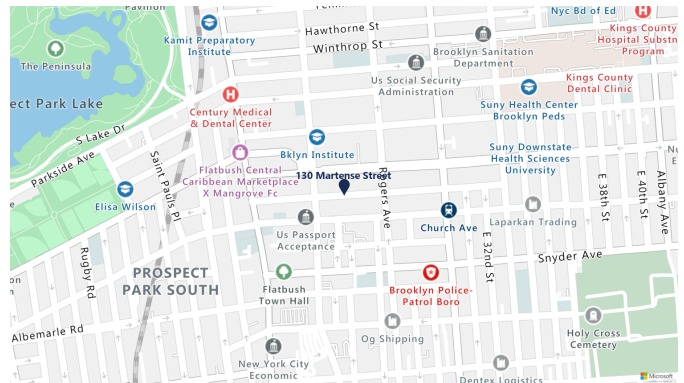 Pavilion
Nyc Bd of Ed
Hawthorne St
Kings County
Hospital Substn
Program
Kamit Preparatory
Institute
Winthrop St
Brooklyn Sanitation
Department
The Peninsula
Us Social Security
Administration
Kings County
Dental Clinic
ect Park Lake
Century Medical
& Dental Center
Suny Health Center
Brooklyn Peds
S Lake Dr
Parkside Ave
Bklyn Institute
Suny Downstate
Health Sciences
University
Saint Pauls Pl
Flatbush Central
Caribbean Marketplace
X Mangrove Fc
130 Martense Street
Rogers Ave
E 38th St
E 40th St
Albany Ave
Elisa Wilson
Us Passport
Acceptance
Church Ave
Laparkan Trading
E 32nd St
Rugby Rd
Snyder Ave
PROSPECT
PARK SOUTH
Flatbush
Town Hall
Brooklyn Police-
Patrol Boro
Albemarle Rd
Og Shipping
Holy Cross
Cemetery
New York City
Economic
Dentex Logistics
Microsoft